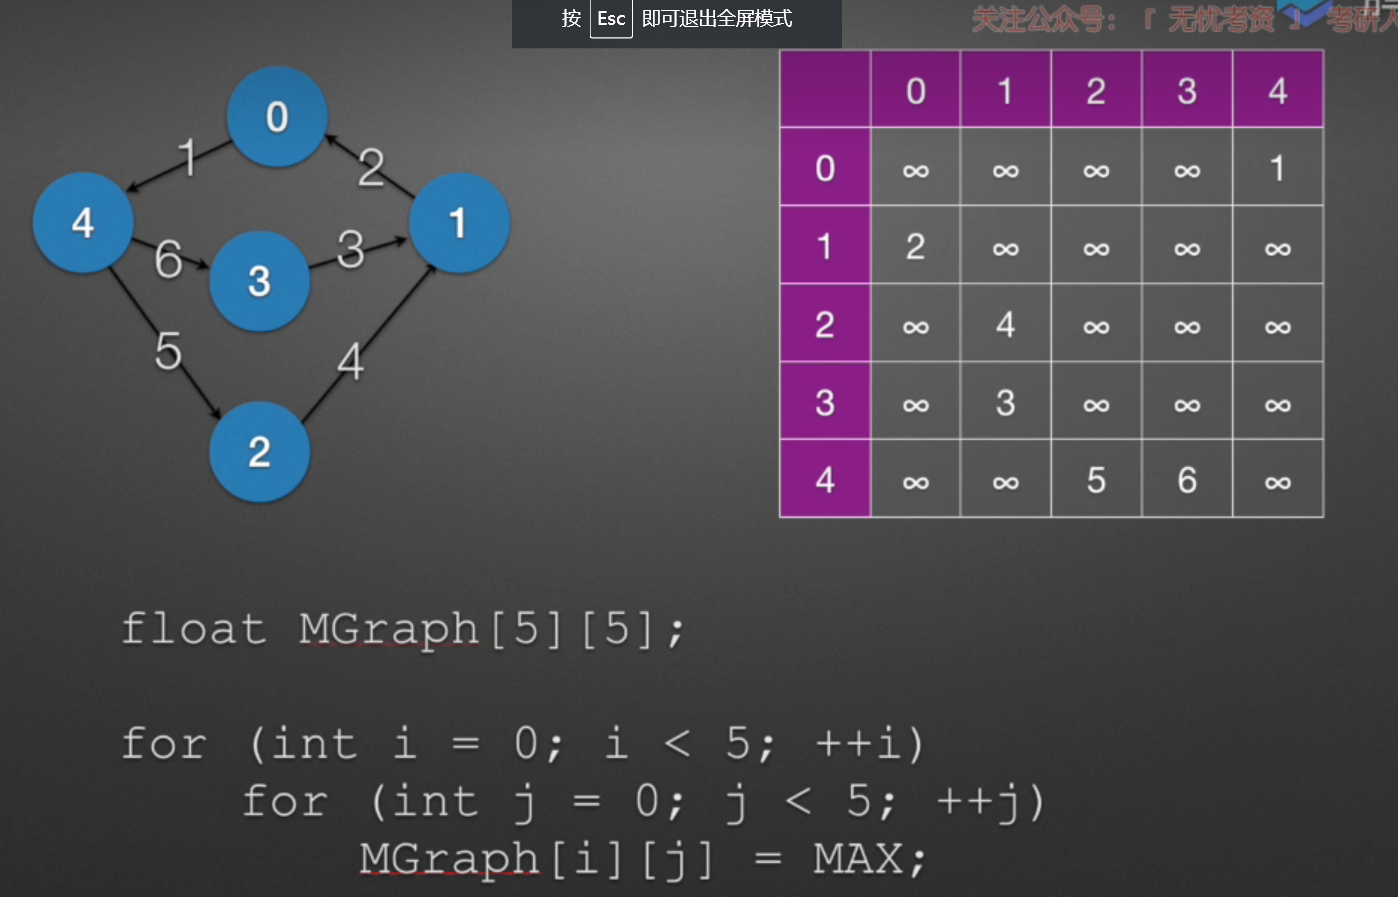 按 Esc 即可退出全屏模式
关注公众号：「 无忧考资 」 考研人
0
1
2
4
1
6
3
3
5
4
2
0 1 2 3 4
0 ∞ ∞ ∞ ∞ 1
1 2 ∞ ∞ ∞ ∞
2 ∞ 4 ∞ ∞ ∞
3 ∞ 3 ∞ ∞ ∞
4 ∞ ∞ 5 6 ∞
float MGraph[5][5];
for (int i = 0; i < 5; ++i)
for (int j = 0; j < 5; ++j)
MGraph[i][j] = MAX;